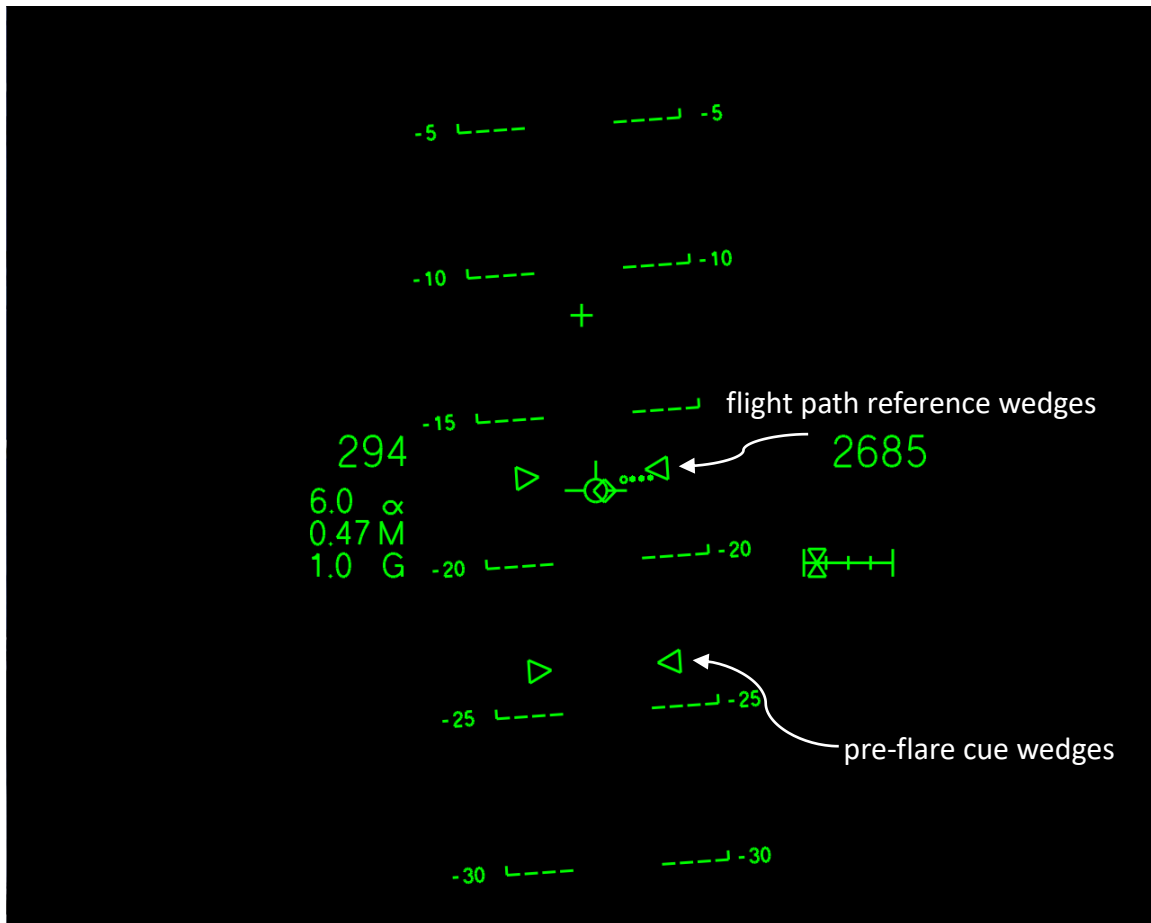 -5 -5
-10 -10
-15
flight path reference wedges
294 2685
6.0 α
0.47 M
1.0 G
-20 -20
-25 -25
pre-flare cue wedges
-30 -30